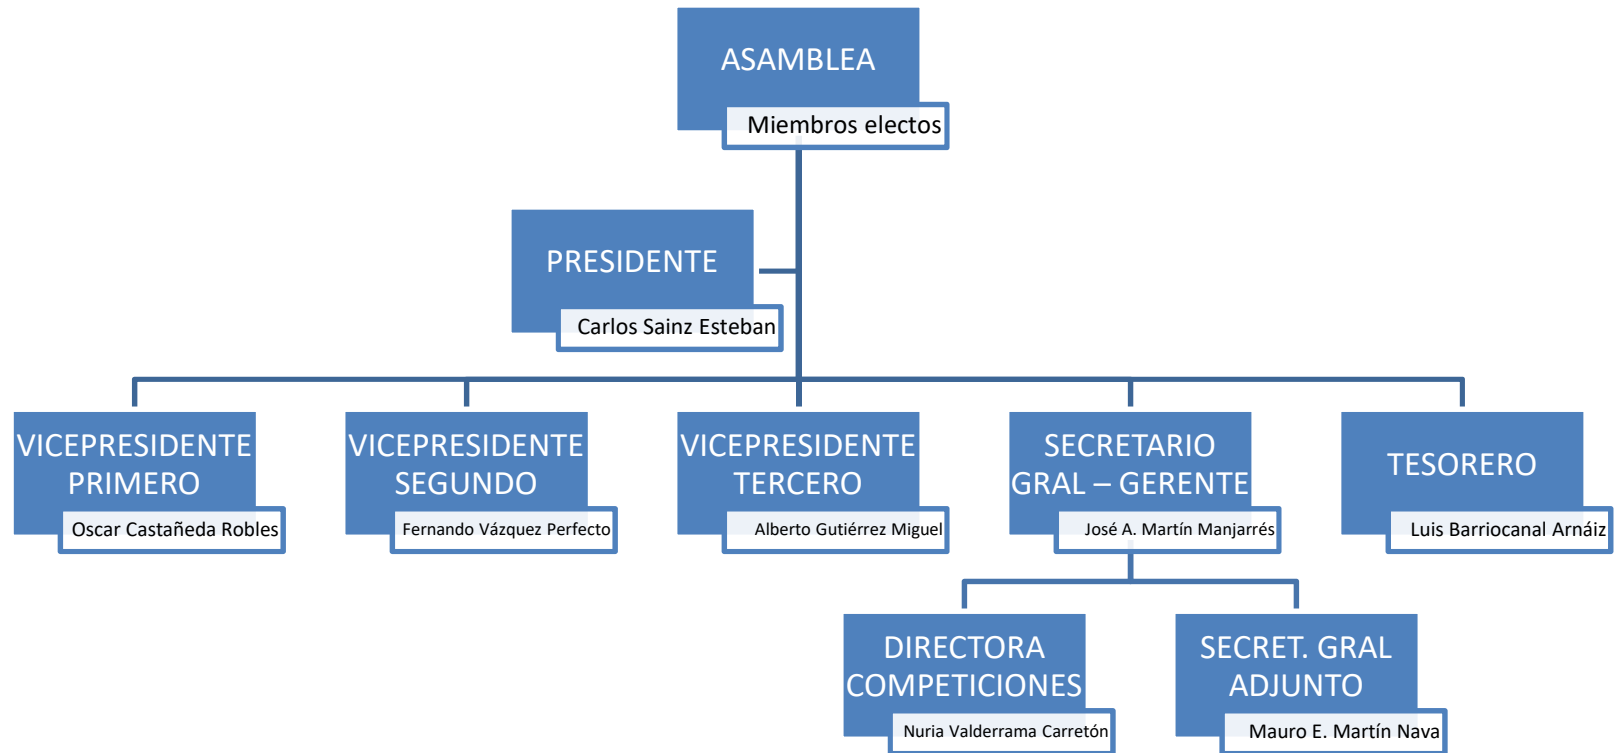 ASAMBLEA
Miembros electos
PRESIDENTE
Carlos Sainz Esteban
VICEPRESIDENTE
PRIMERO
Oscar Castañeda Robles
VICEPRESIDENTE
SEGUNDO
Fernando Vázquez Perfecto
VICEPRESIDENTE
TERCERO
Alberto Gutiérrez Miguel
SECRETARIO
GRAL – GERENTE
José A. Martín Manjarrés
TESORERO
Luis Barriocanal Arnáiz
DIRECTORA
COMPETICIONES
Nuria Valderrama Carretón
SECRET. GRAL
ADJUNTO
Mauro E. Martín Nava